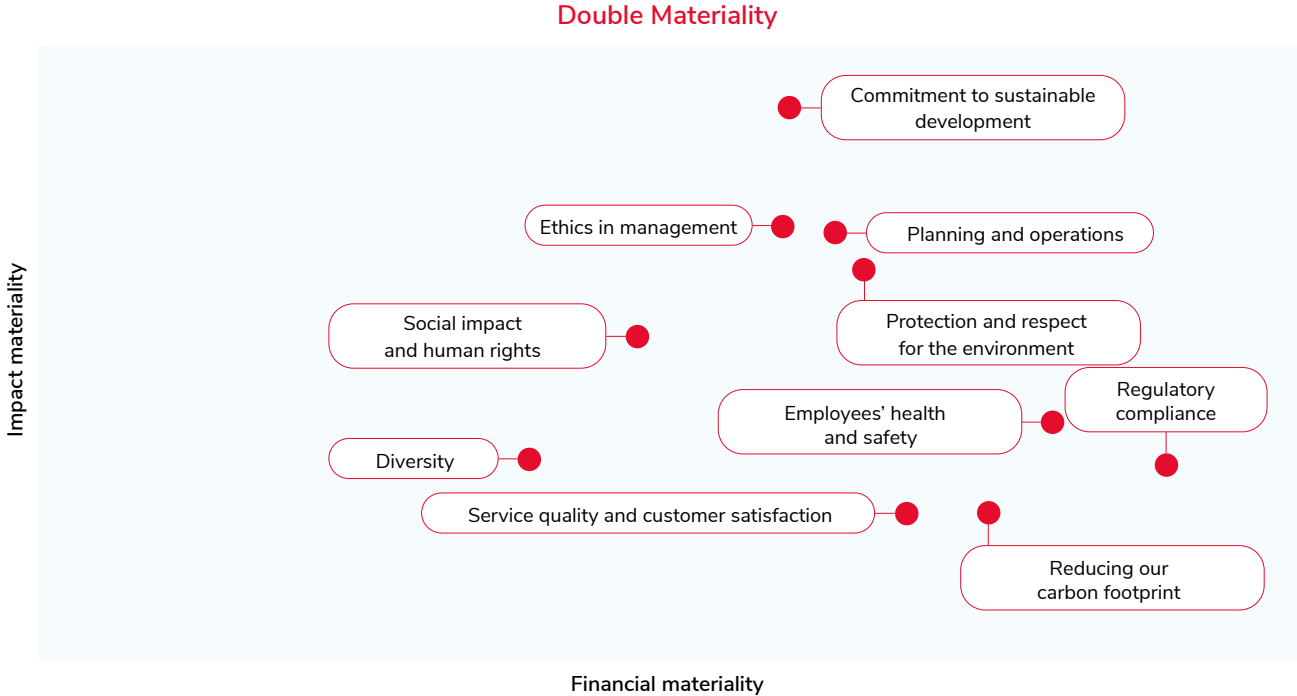 Double Materiality
Commitment to sustainable
development
Ethics in management
Planning and operations
Social impact
and human rights
Protection and respect
for the environment
Regulatory
compliance
Employees’ health
and safety
Diversity
Service quality and customer satisfaction
Reducing our
carbon footprint
Impact materiality
Financial materiality